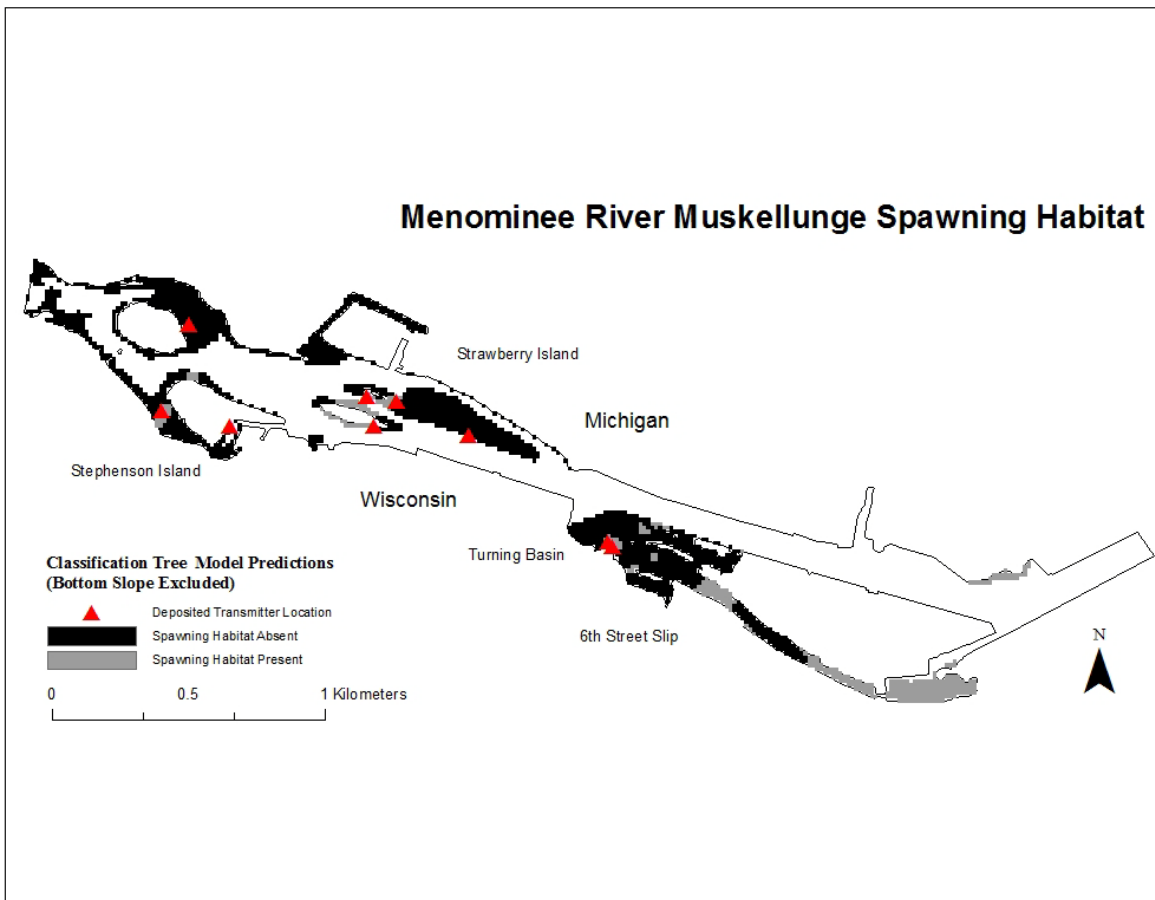 Menominee River Muskellunge Spawning Habitat
Strawberry Island
Michigan
Stephenson Island
Wisconsin
Turning Basin
Classification Tree Model Predictions
(Bottom Slope Excluded)
Deposited Transmitter Location
Spawning Habitat Absent
Spawning Habitat Present
6th Street Slip
N
0 0.5 1 Kilometers